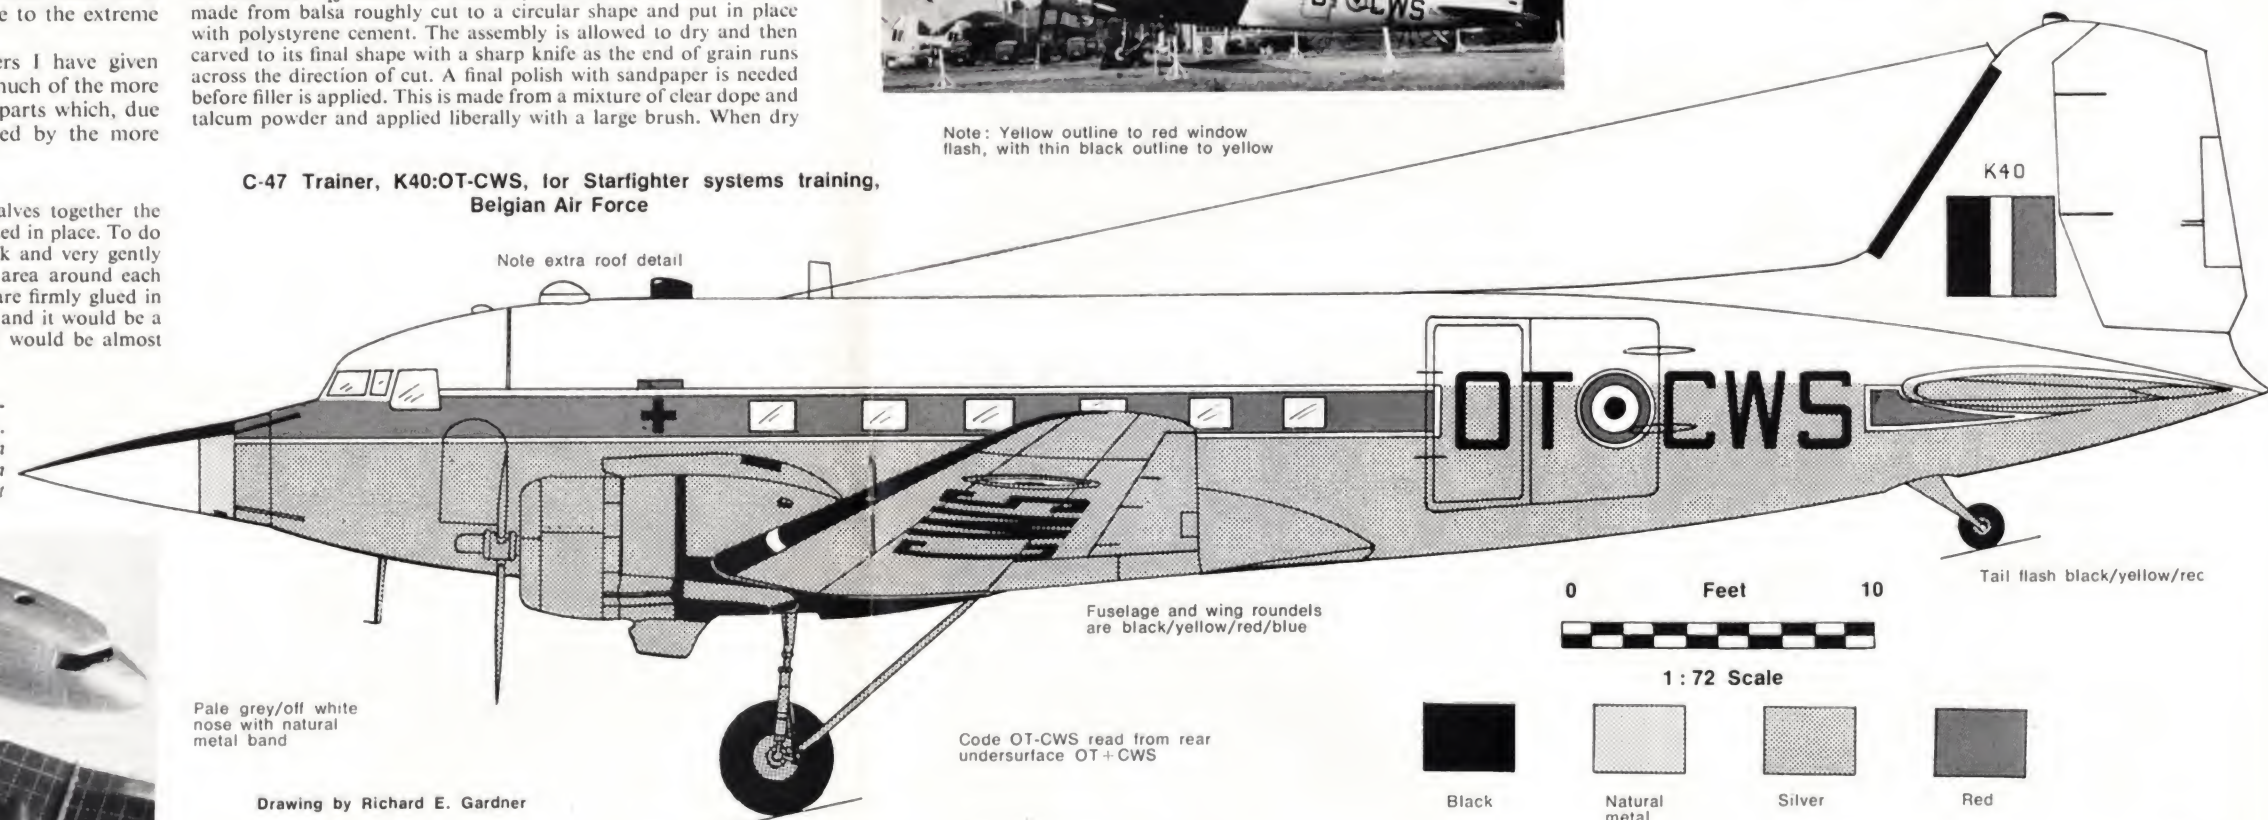 e to the extreme
rs I have given
nuch of the more
parts which, due
ed by the more
alves together the
ed in place. To do
k and very gently
area around each
are firmly glued in
and it would be a
would be almost
made from balsa roughly cut to a circular shape and put in place
with polystyrene cement. The assembly is allowed to dry and then
carved to its final shape with a sharp knife as the end of grain runs
across the direction of cut. A final polish with sandpaper is needed
before filler is applied. This is made from a mixture of clear dope and
talcum powder and applied liberally with a large brush. When dry
CWS
Note: Yellow outline to red window
flash, with thin black outline to yellow
C-47 Trainer, K40:OT-CWS, for Starfighter systems training,
Belgian Air Force
Note extra roof detail
K40
OT CWS
CWS
Tail flash black/yellow/rec
Fuselage and wing roundels
are black/yellow/red/blue
0 Feet 10
1:72 Scale
Pale grey/off white
nose with natural
metal band
Code OT-CWS read from rear
undersurface OT+CWS
Drawing by Richard E. Gardner
Black
Natural
metal
Silver
Red